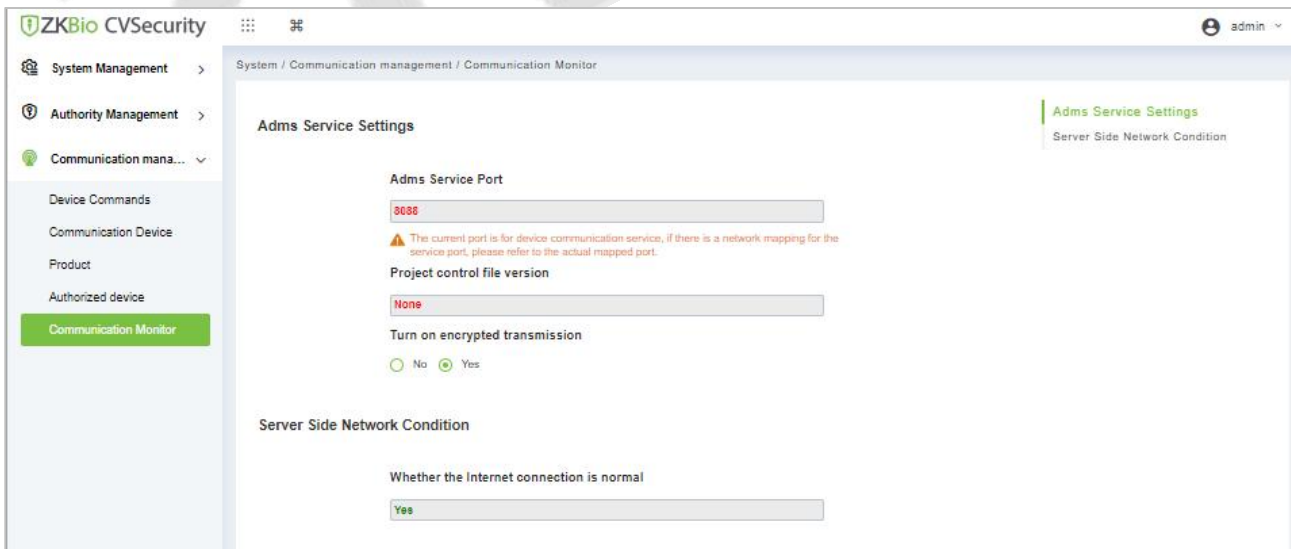 ZKBio CVSecurity
admin
System Management
System / Communication management / Communication Monitor
Authority Management
Communication mana...
Device Commands
Communication Device
Product
Authorized device
Communication Monitor
Adms Service Settings
Adms Service Port
8088
The current port is for device communication service, if there is a network mapping for the
service port, please refer to the actual mapped port.
Project control file version
None
Turn on encrypted transmission
No Yes
Server Side Network Condition
Whether the Internet connection is normal
Yes
Adms Service Settings
Server Side Network Condition